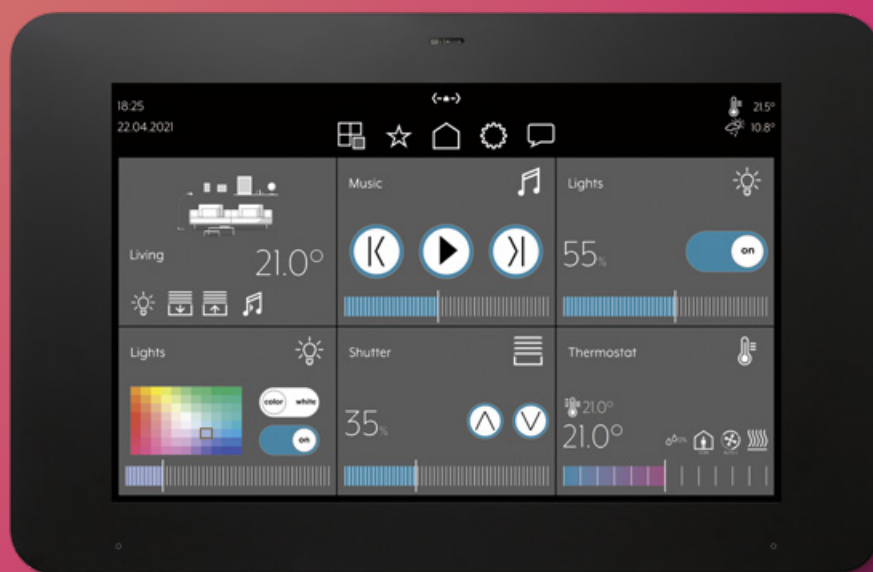 18:25
22.04.2021
21.5°
10.8°
Living
21.0°
Music
Lights
55%
on
Lights
color white
on
Shutter
35%
Thermostat
21.0°
21.0°